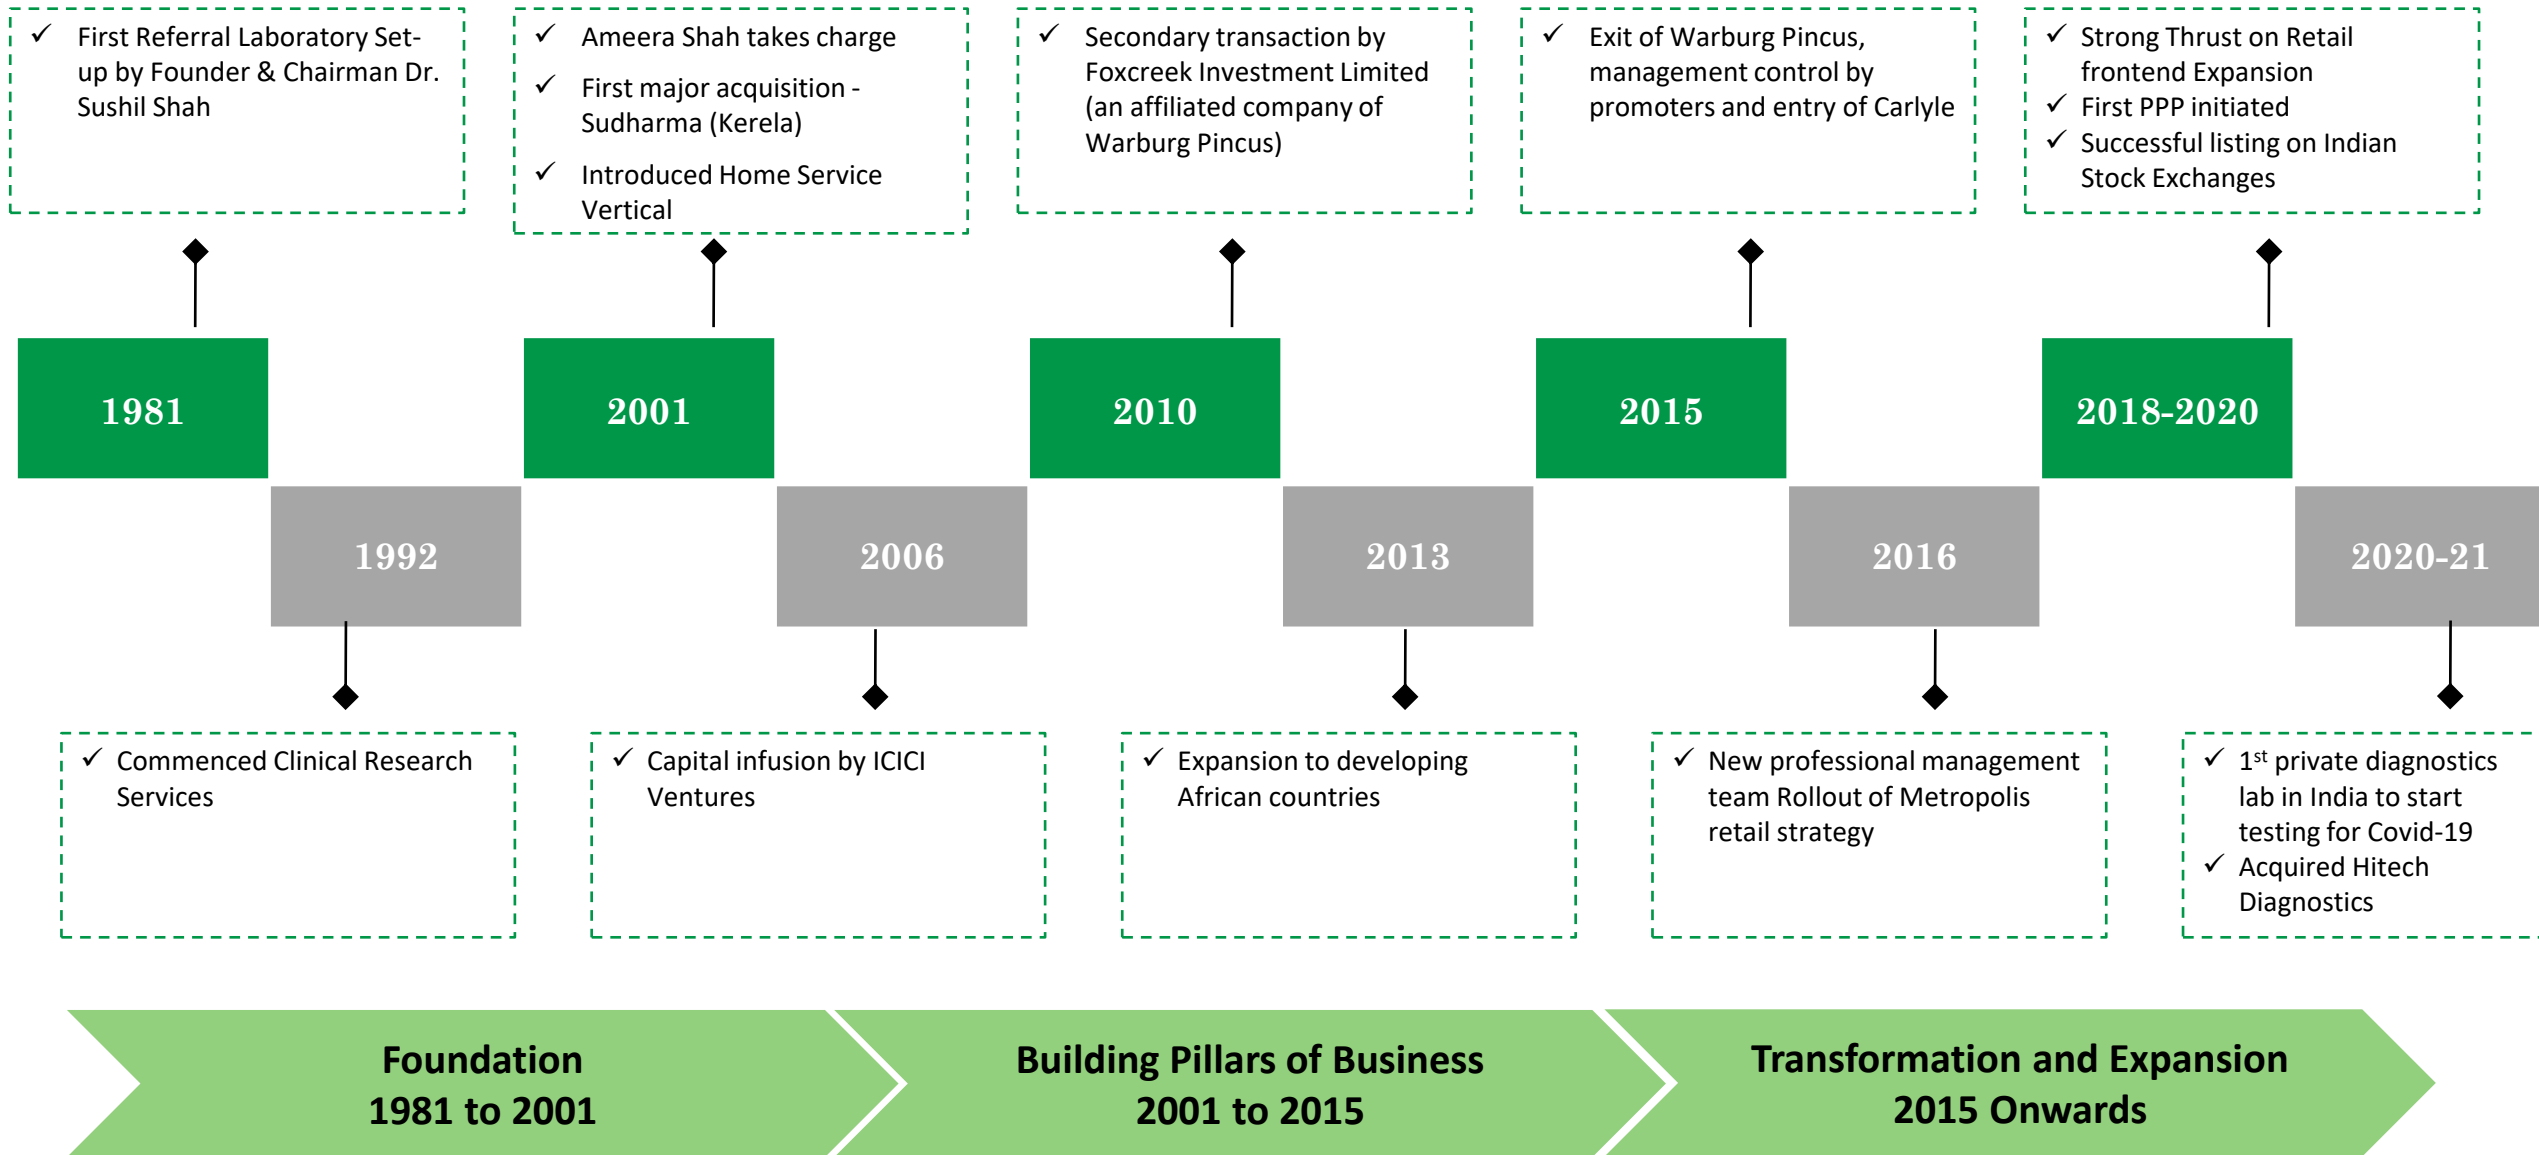 ✓ First Referral Laboratory Set-
up by Founder & Chairman Dr.
Sushil Shah
✓ Ameera Shah takes charge
✓ First major acquisition -
Sudharma (Kerela)
✓ Introduced Home Service
Vertical
✓ Secondary transaction by
Foxcreek Investment Limited
(an affiliated company of
Warburg Pincus)
✓ Exit of Warburg Pincus,
management control by
promoters and entry of Carlyle
✓ Strong Thrust on Retail
frontend Expansion
✓ First PPP initiated
✓ Successful listing on Indian
Stock Exchanges
1981
2001
2010
2015
2018-2020
1992
2006
2013
2016
2020-21
✓ Commenced Clinical Research
Services
✓ Capital infusion by ICICI
Ventures
✓ Expansion to developing
African countries
✓ New professional management
team Rollout of Metropolis
retail strategy
✓ 1st private diagnostics
lab in India to start
testing for Covid-19
✓ Acquired Hitech
Diagnostics
Foundation
1981 to 2001
Building Pillars of Business
2001 to 2015
Transformation and Expansion
2015 Onwards